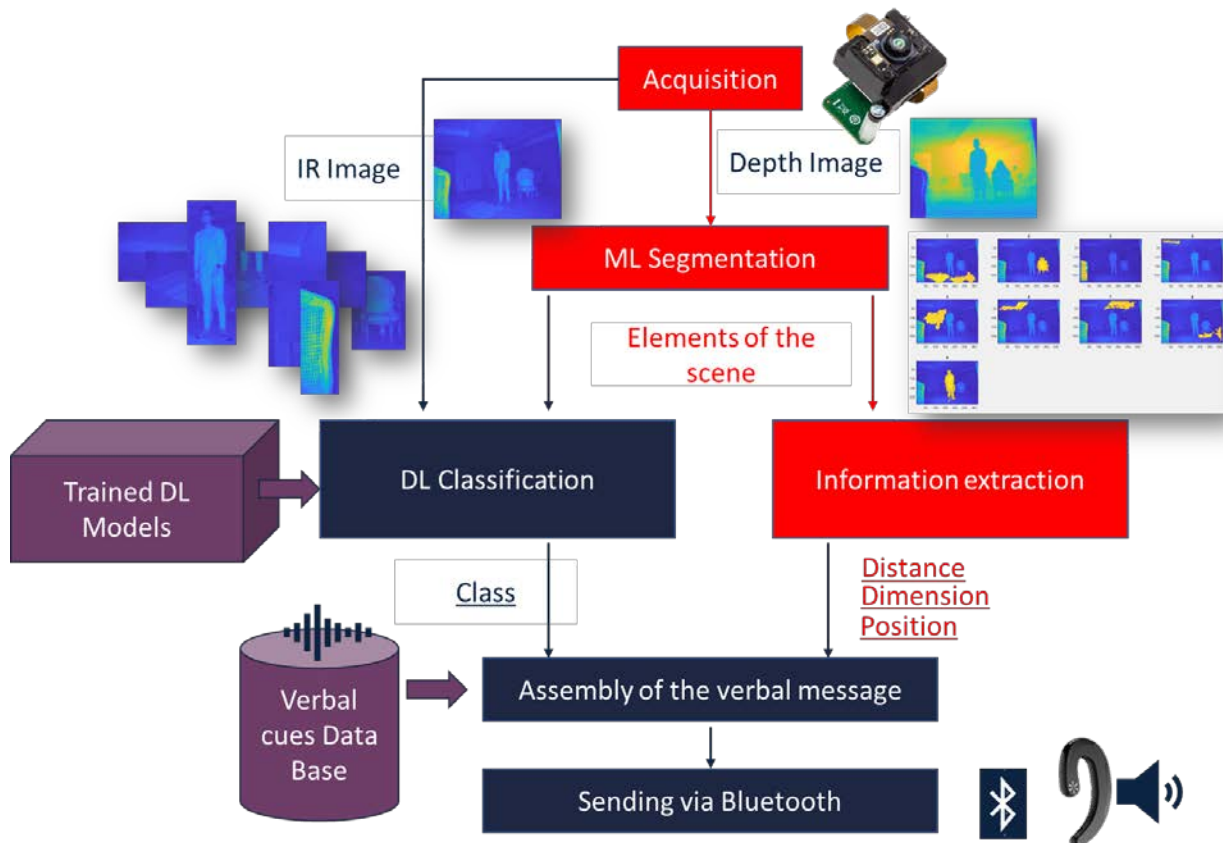 Acquisition
IR Image
Depth Image
ML Segmentation
Elements of the
scene
Trained DL
Models
DL Classification
Information extraction
Class
Distance
Dimension
Position
Verbal
cues Data
Base
Assembly of the verbal message
Sending via Bluetooth